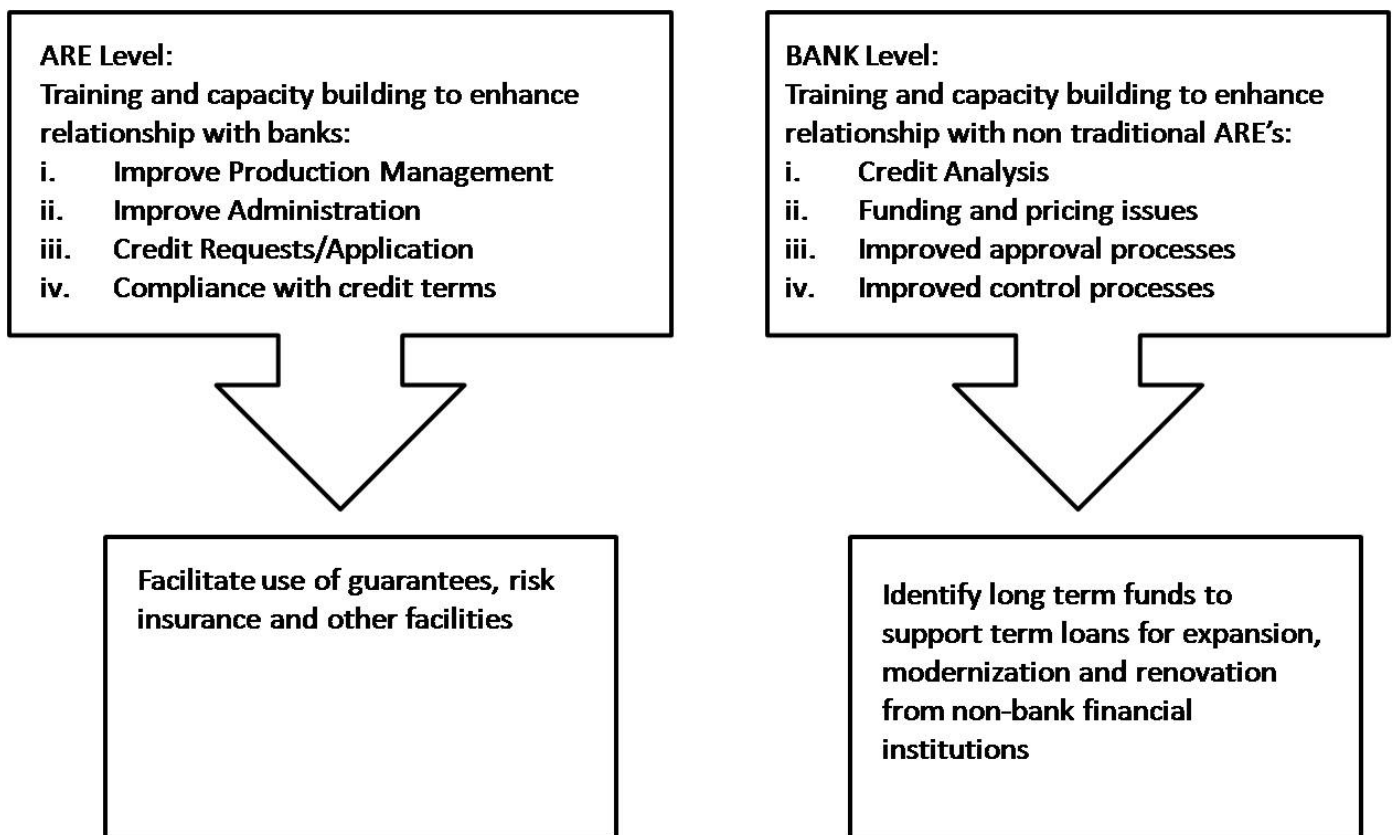 ARE Level:
Training and capacity building to enhance
relationship with banks:
i. Improve Production Management
ii. Improve Administration
iii. Credit Requests/Application
iv. Compliance with credit terms
BANK Level:
Training and capacity building to enhance
relationship with non traditional ARE's:
i. Credit Analysis
ii. Funding and pricing issues
iii. Improved approval processes
iv. Improved control processes
Facilitate use of guarantees, risk
insurance and other facilities
Identify long term funds to
support term loans for expansion,
modernization and renovation
from non-bank financial
institutions